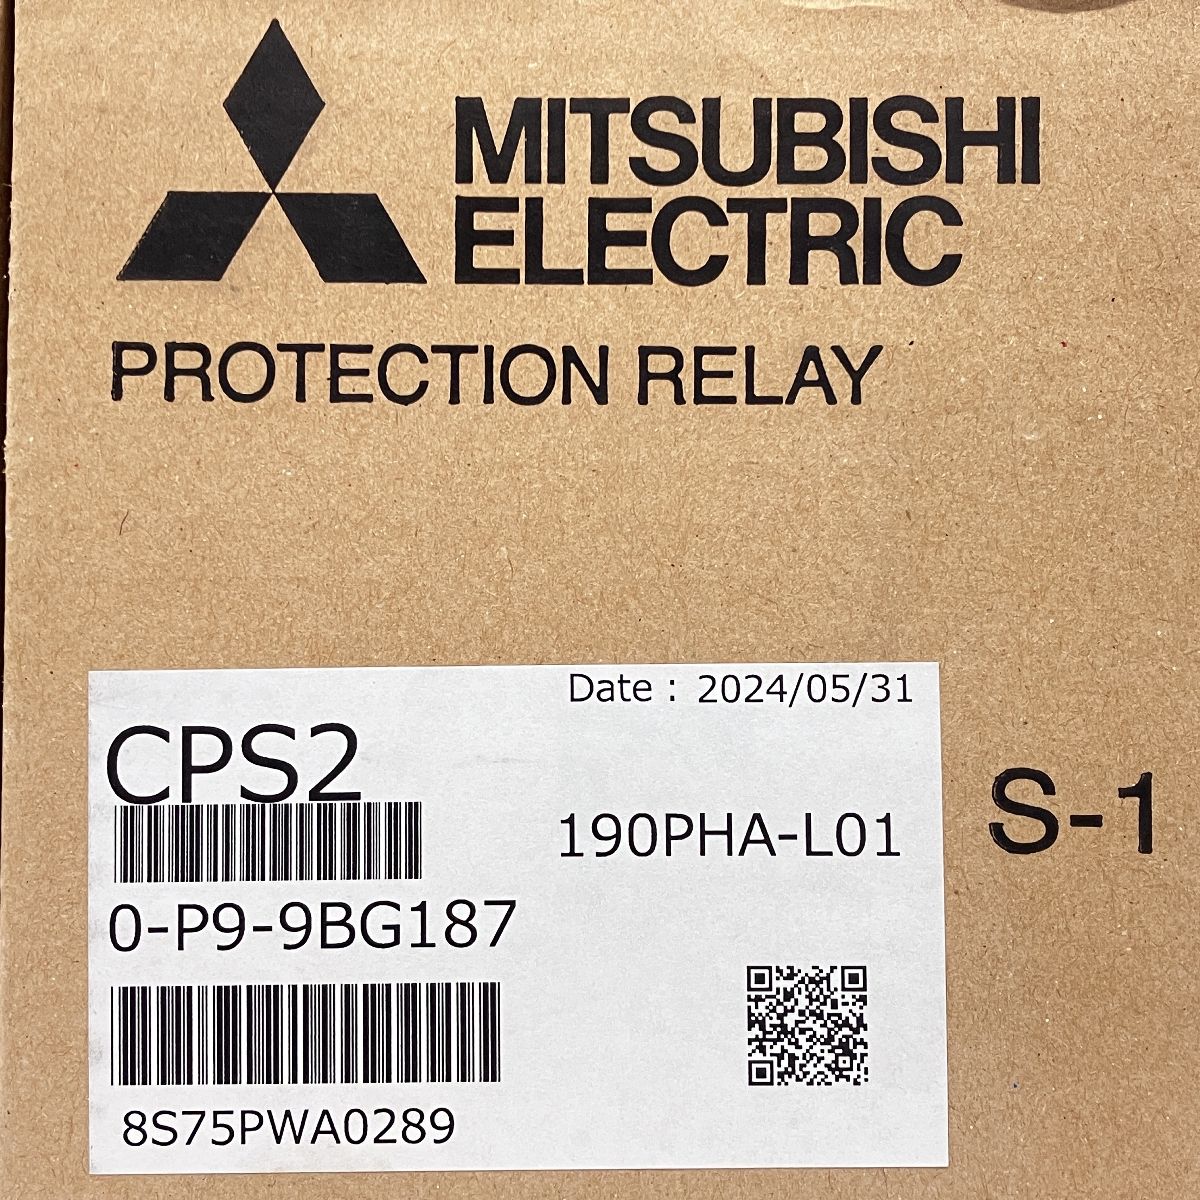 MITSUBISHI
ELECTRIC
PROTECTION RELAY
Date : 2024/05/31
CPS2
190PHA-L01
S-1
0-P9-9BG187
8S75PWA0289